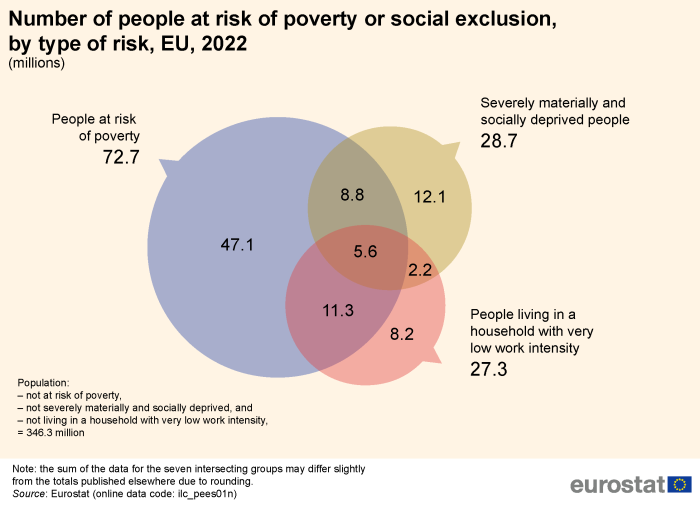 Number of people at risk of poverty or social exclusion,
by type of risk, EU, 2022
(millions)
People at risk
of poverty
72.7
Severely materially and
socially deprived people
28.7
8.8
12.1
47.1
5.6
2.2
11.3
8.2
People living in a
household with very
low work intensity
27.3
Population:
– not at risk of poverty,
– not severely materially and socially deprived, and
– not living in a household with very low work intensity,
= 346.3 million
Note: the sum of the data for the seven intersecting groups may differ slightly
from the totals published elsewhere due to rounding.
Source: Eurostat (online data code: ilc_pees01n)
eurostat